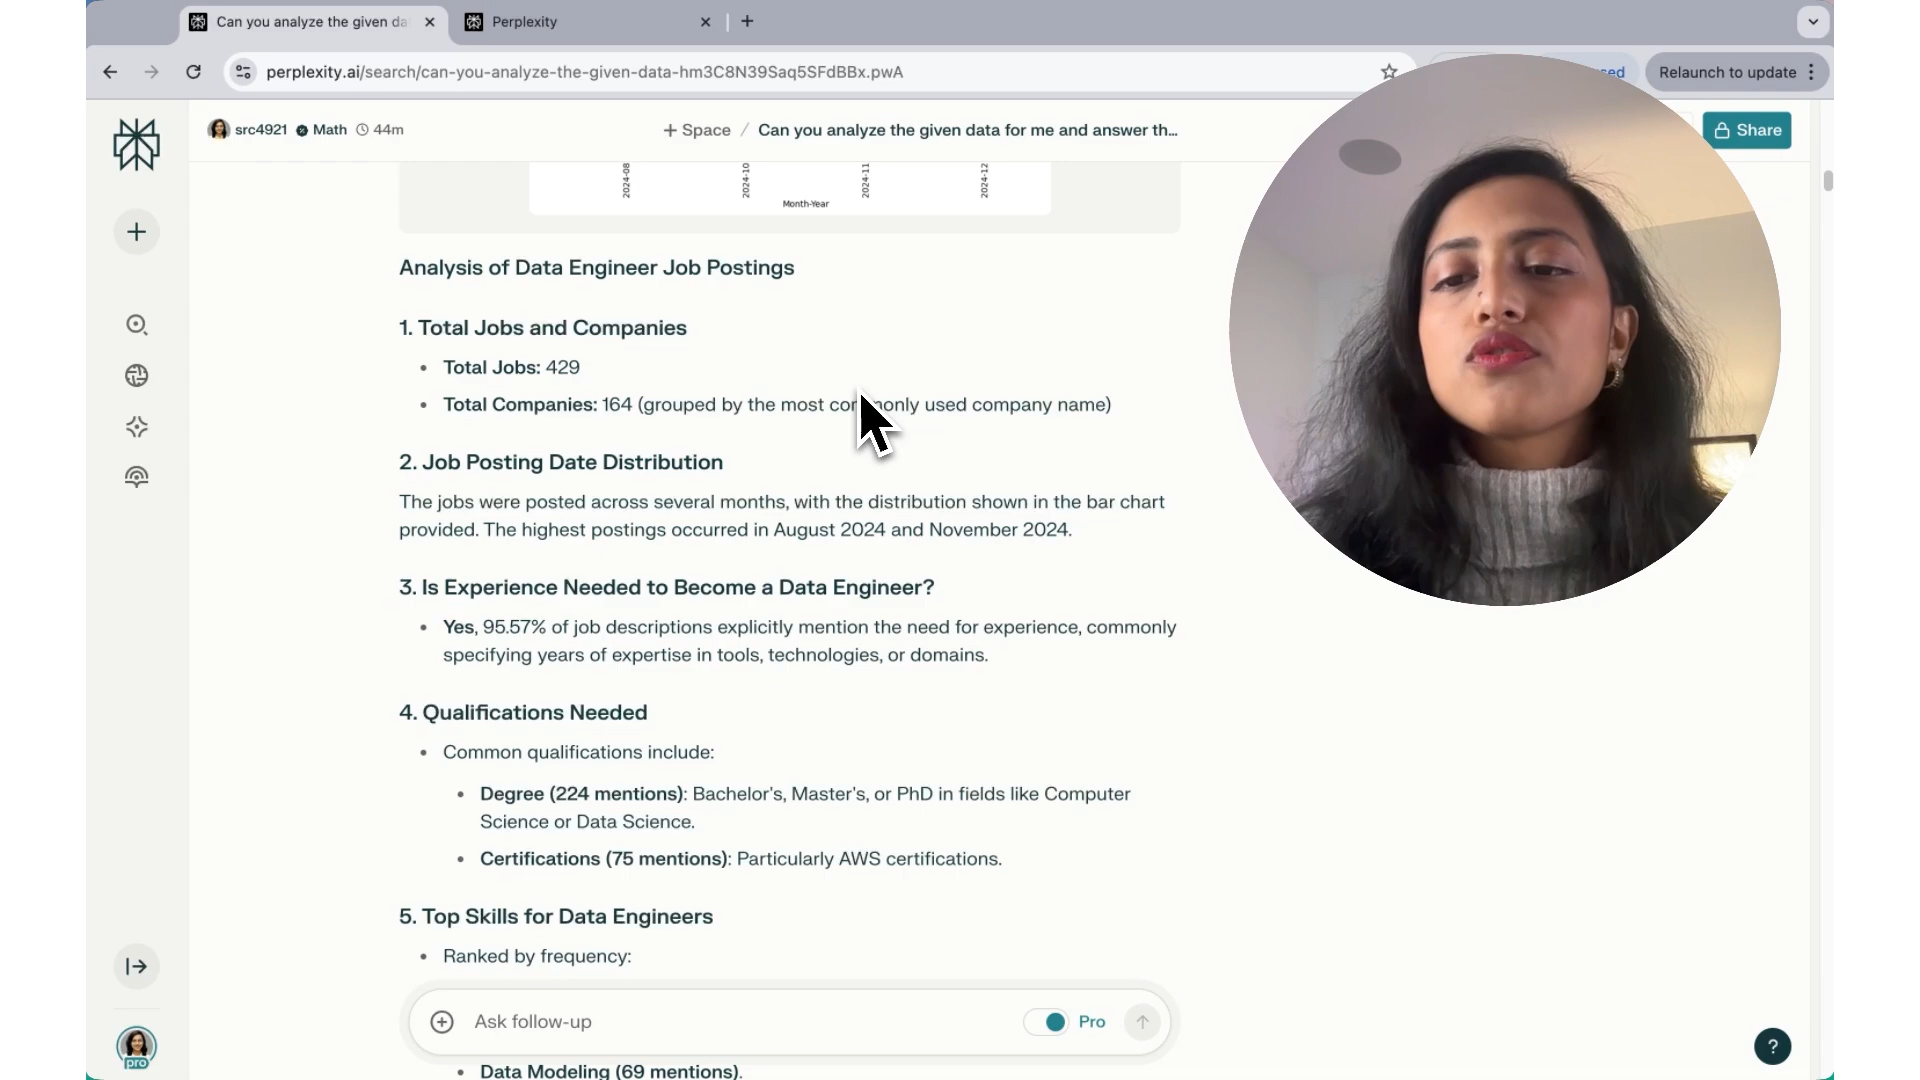 Can you analyze the given da
Perplexity
perplexity.ai/search/can-you-analyze-the-given-data-hm3C8N39Saq5SFdBBx.pwA
Relaunch to update
src4921 Math 44m
+ Space / Can you analyze the given data for me and answer th...
Share
2024-08
2024-10
2024-11
2024-12
Month-Year
Analysis of Data Engineer Job Postings
1. Total Jobs and Companies
• Total Jobs: 429
• Total Companies: 164 (grouped by the most commonly used company name)
2. Job Posting Date Distribution
The jobs were posted across several months, with the distribution shown in the bar chart
provided. The highest postings occurred in August 2024 and November 2024.
3. Is Experience Needed to Become a Data Engineer?
• Yes, 95.57% of job descriptions explicitly mention the need for experience, commonly
specifying years of expertise in tools, technologies, or domains.
4. Qualifications Needed
• Common qualifications include:
• Degree (224 mentions): Bachelor's, Master's, or PhD in fields like Computer
Science or Data Science.
• Certifications (75 mentions): Particularly AWS certifications.
5. Top Skills for Data Engineers
• Ranked by frequency:
Ask follow-up
Pro
• Data Modeling (69 mentions).
pro
?